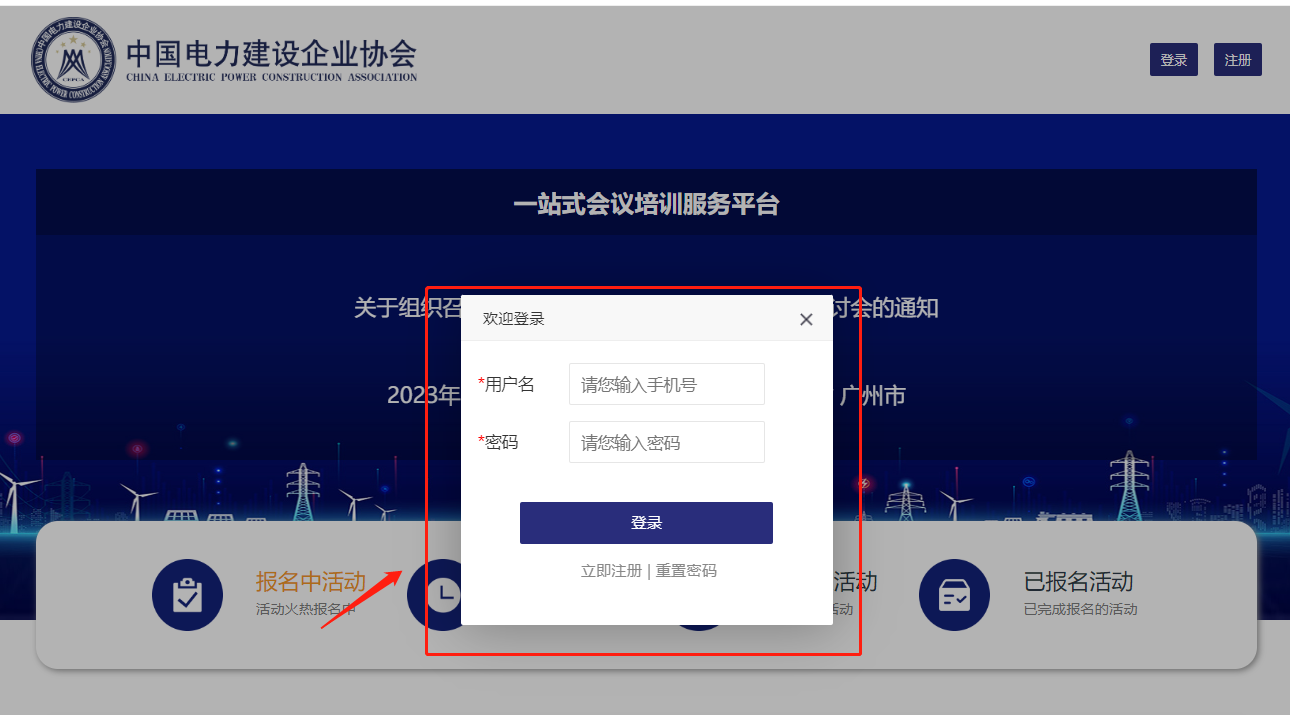 中国电力建设企业协会
CHINA ELECTRIC POWER CONSTRUCTION ASSOCIATION
CEPCA
登录 注册
一站式会议培训服务平台
关于组织召 讨会的通知
欢迎登录
*用户名 请您输入手机号
2023年 广州市
*密码 请您输入密码
登录
立即注册 | 重置密码
报名中活动 活动 已报名活动
活动火热报名中 活动 已完成报名的活动